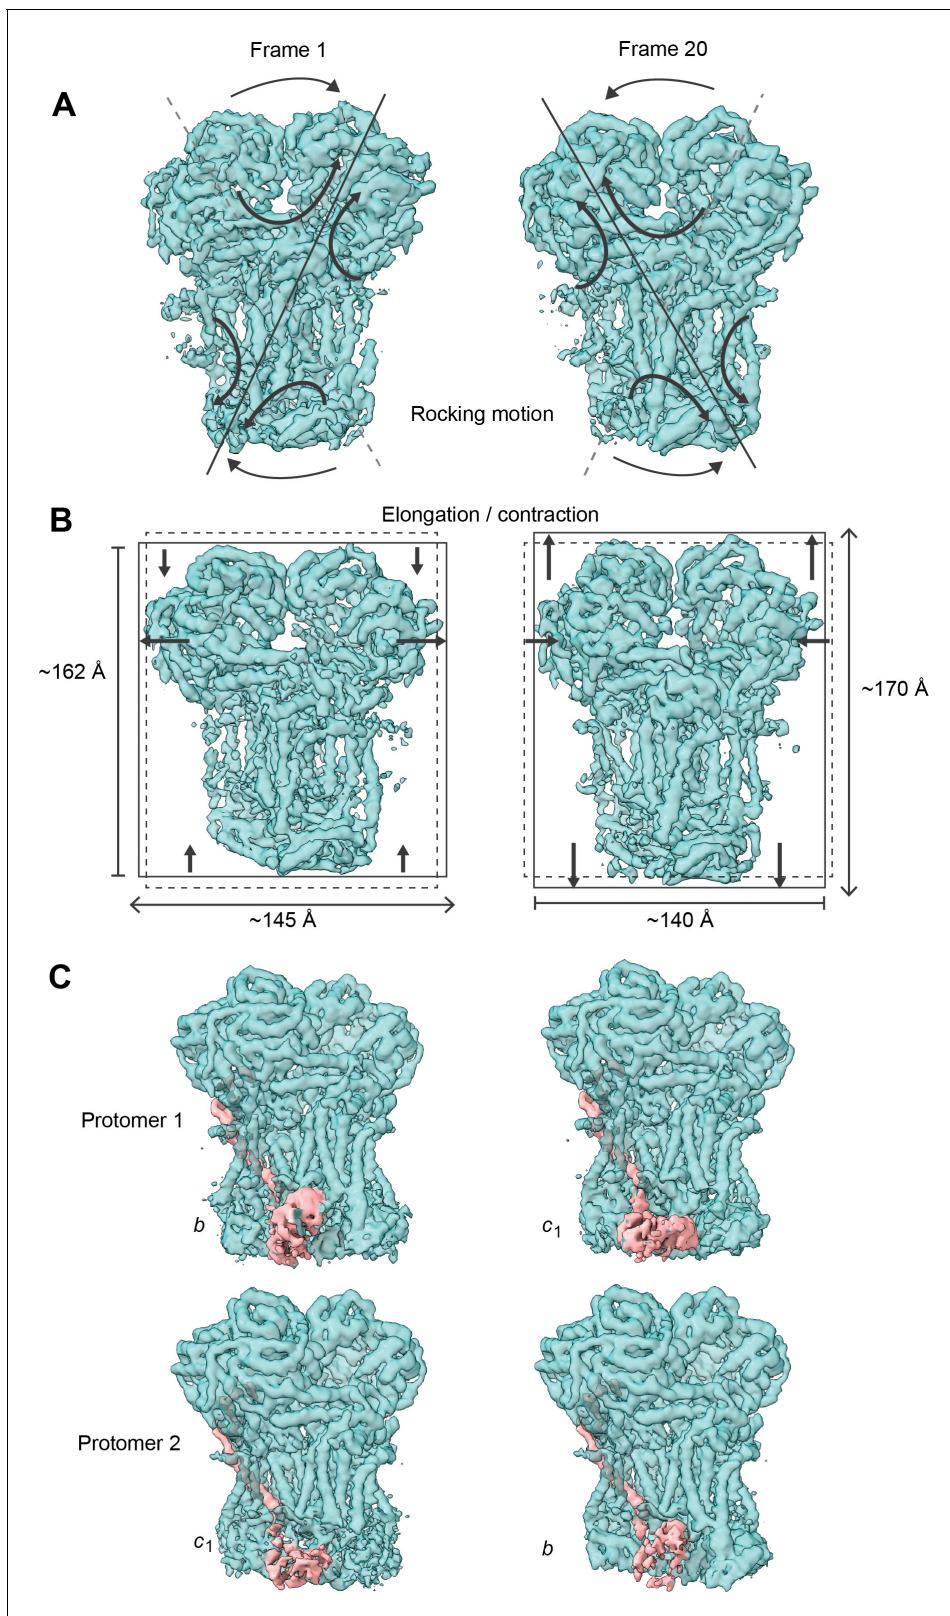 Frame 1 Frame 20
A
Rocking motion
B
Elongation / contraction
~162 Å ~170 Å
~145 Å ~140 Å
C
Protomer 1
b c1
Protomer 2
c1 b